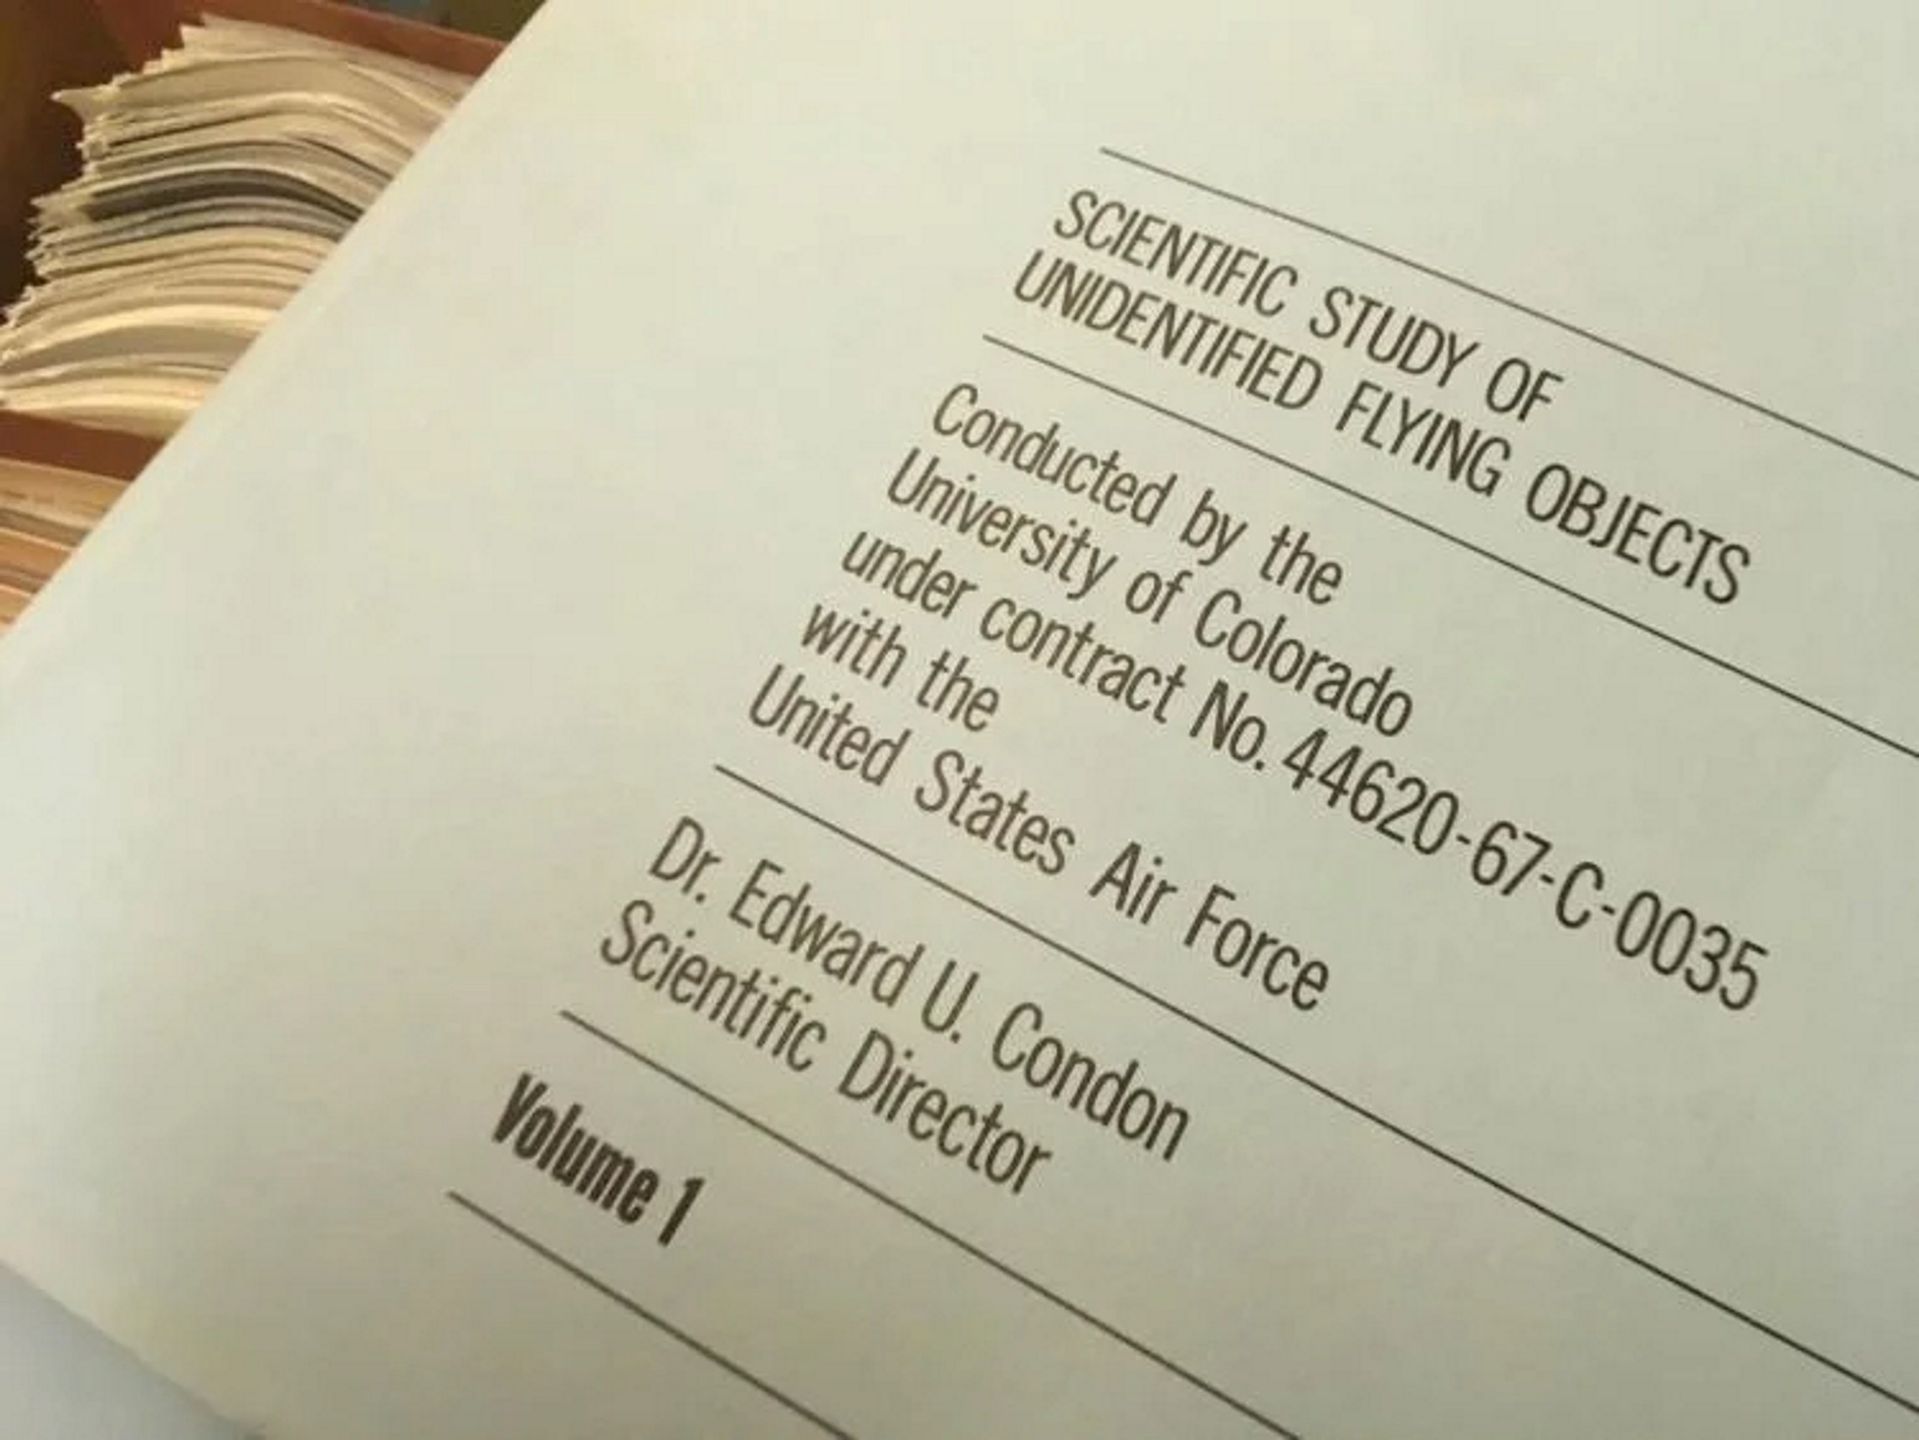 SCIENTIFIC STUDY OF
UNIDENTIFIED FLYING OBJECTS
Conducted by the
University of Colorado
under contract No. 44620-67-C-0035
with the
United States Air Force
Dr. Edward U. Condon
Scientific Director
Volume 1